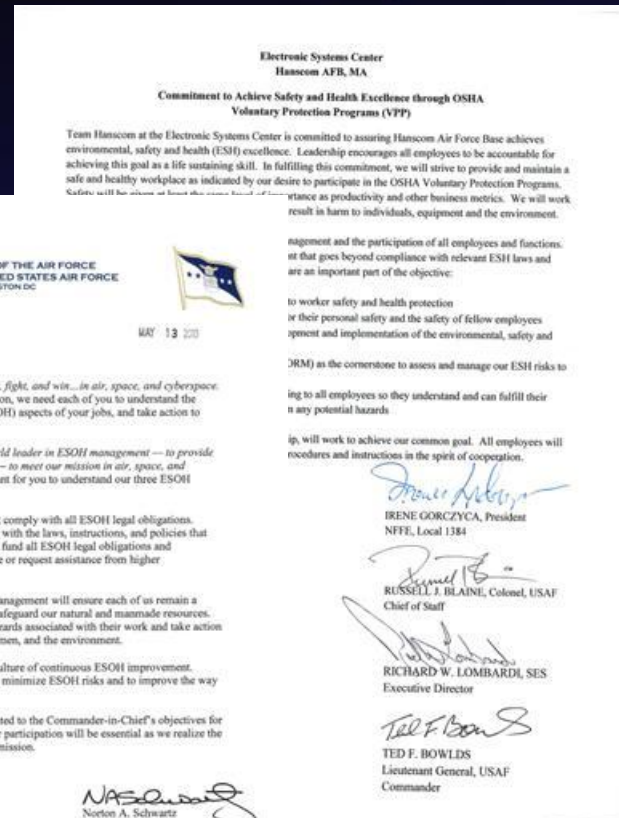 Electronic Systems Center
Hanscom AFB, MA
Commitment to Achieve Safety and Health Excellence through OSHA
Voluntary Protection Programs (VPP)
Team Hanscom at the Electronic Systems Center is committed to assuring Hanscom Air Force Base achieves
environmental, safety and health (ESH) excellence. Leadership encourages all employees to be accountable for
achieving this goal as a life sustaining skill. In fulfilling this commitment, we will strive to provide and maintain a
safe and healthy workplace as indicated by our desire to participate in the OSHA Voluntary Protection Programs.
Safety will be given at least the same level of importance as productivity and other business metrics. We will work
result in harm to individuals, equipment and the environment.
nagement and the participation of all employees and functions.
nt that goes beyond compliance with relevant ESH laws and
are an important part of the objective:
to worker safety and health protection
or their personal safety and the safety of fellow employees
opment and implementation of the environmental, safety and
ORM) as the cornerstone to assess and manage our ESH risks to
ing to all employees so they understand and can fulfill their
n any potential hazards
ip, will work to achieve our common goal. All employees will
rocedures and instructions in the spirit of cooperation.
IRENE GORCZYCA, President
NFFE, Local 1384
RUSSELL J. BLAINE, Colonel, USAF
Chief of Staff
RICHARD W. LOMBARDI, SES
Executive Director
Ted F. Bowlds
TED F. BOWLDS
Lieutenant General, USAF
Commander
OF THE AIR FORCE
ED STATES AIR FORCE
GTON DC
MAY 13
, fight, and win...in air, space, and cyberspace.
on, we need each of you to understand the
OH) aspects of your jobs, and take action to
ld leader in ESOH management — to provide
– to meet our mission in air, space, and
nt for you to understand our three ESOH
comply with all ESOH legal obligations.
with the laws, instructions, and policies that
fund all ESOH legal obligations and
e or request assistance from higher
anagement will ensure each of us remain a
afeguard our natural and manmade resources.
zards associated with their work and take action
men, and the environment.
ulture of continuous ESOH improvement.
minimize ESOH risks and to improve the way
ted to the Commander-in-Chief's objectives for
r participation will be essential as we realize the
mission.
NASchwartz
Norton A. Schwartz